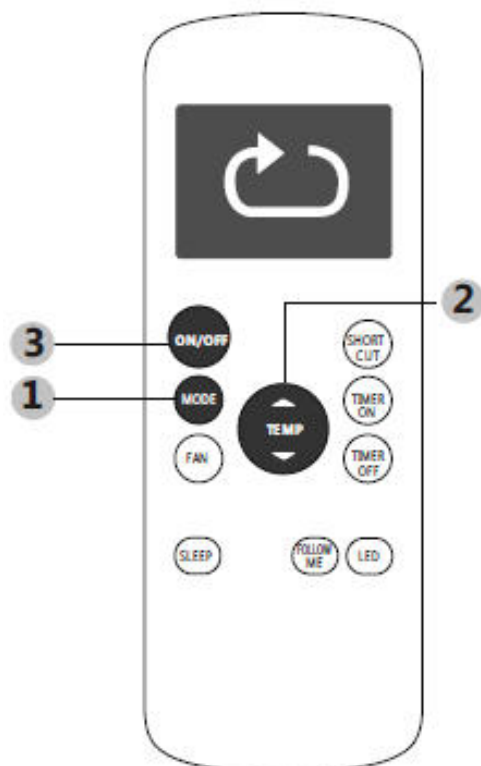 2
3
ON/OFF
SHORT
CUT
1
MODE
TEMP
TIMER
ON
FAN
TIMER
OFF
SLEEP
FOLLOW
ME
LED